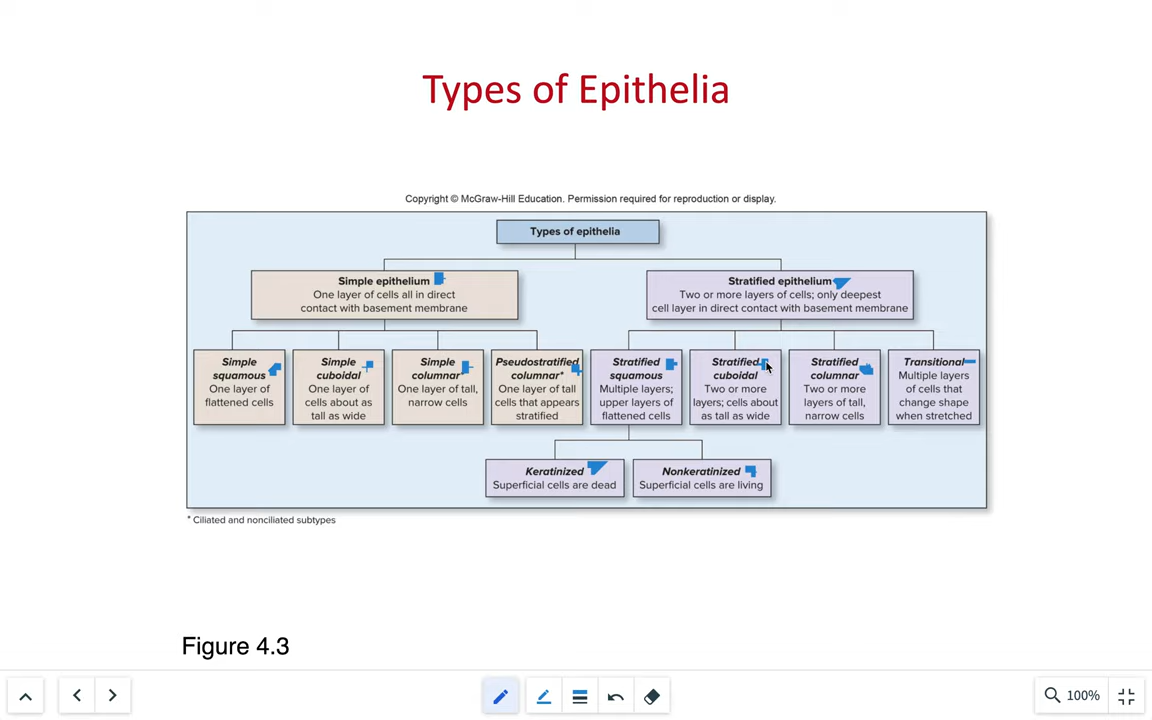 Types of Epithelia
Copyright © McGraw-Hill Education. Permission required for reproduction or display.
Types of epithelia
Simple epithelium
One layer of cells all in direct
contact with basement membrane
Stratified epithelium
Two or more layers of cells; only deepest
cell layer in direct contact with basement membrane
Simple
squamous
One layer of
flattened cells
Simple
cuboidal
One layer of
cells about as
tall as wide
Simple
columnar*
One layer of tall,
narrow cells
Pseudostratified
columnar*
One layer of tall
cells that appears
stratified
Stratified
squamous
Multiple layers;
upper layers of
flattened cells
Stratified
cuboidal
Two or more
layers; cells about
as tall as wide
Stratified
columnar
Two or more
layers of tall,
narrow cells
Transitional
Multiple layers
of cells that
change shape
when stretched
Keratinized
Superficial cells are dead
Nonkeratinized
Superficial cells are living
* Ciliated and nonciliated subtypes
Figure 4.3
100%